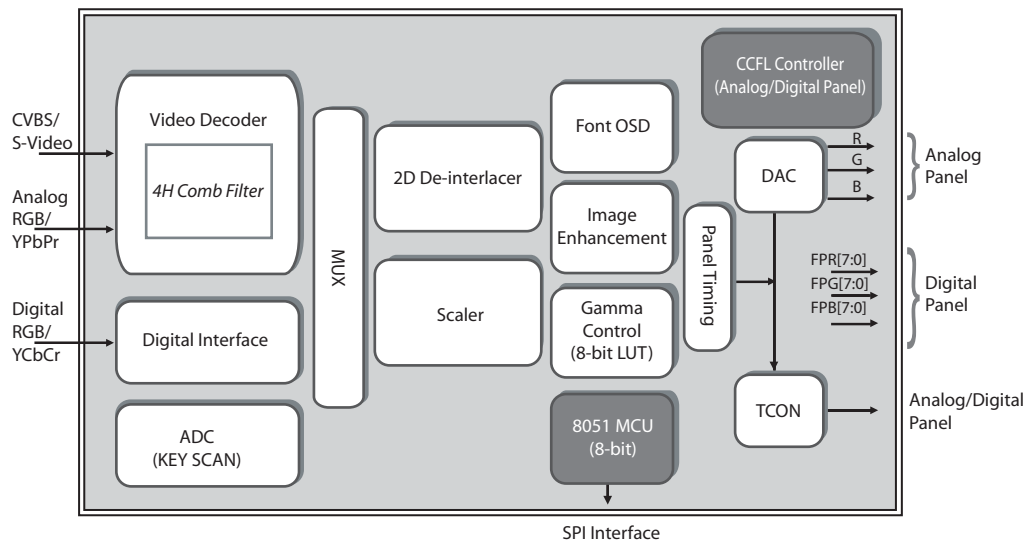 CVBS/
S-Video
Analog
RGB/
YPbPr
Digital
RGB/
YCbCr
Video Decoder
4H Comb Filter
Digital Interface
ADC
(KEY SCAN)
MUX
2D De-interlacer
Scaler
Font OSD
Image
Enhancement
Gamma
Control
(8-bit LUT)
8051 MCU
(8-bit)
SPI Interface
Panel Timing
CCFL Controller
(Analog/Digital Panel)
DAC
R
G
B
Analog
Panel
FPR[7:0]
FPG[7:0]
FPB[7:0]
Digital
Panel
TCON
Analog/Digital
Panel